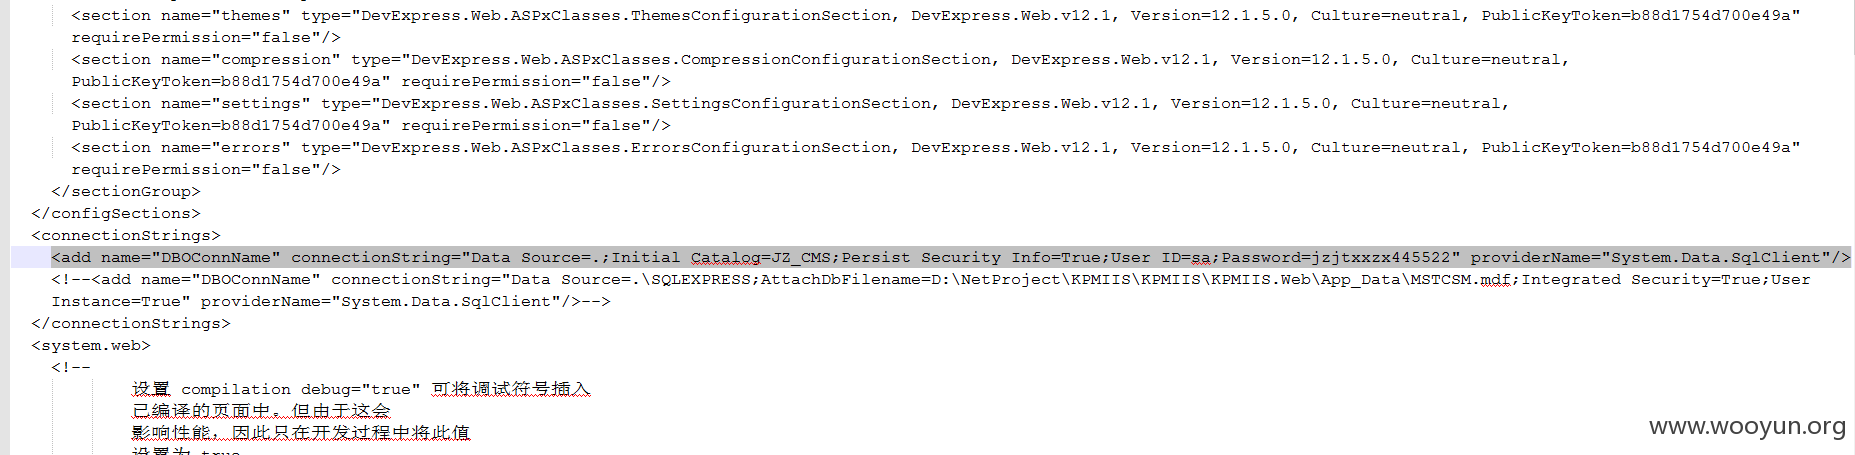 <section name="themes" type="DevExpress.Web.ASPxClasses.ThemesConfigurationSection, DevExpress.Web.v12.1, Version=12.1.5.0, Culture=neutral, PublicKeyToken=b88d1754d700e49a"
requirePermission="false"/>
<section name="compression" type="DevExpress.Web.ASPxClasses.CompressionConfigurationSection, DevExpress.Web.v12.1, Version=12.1.5.0, Culture=neutral,
PublicKeyToken=b88d1754d700e49a" requirePermission="false"/>
<section name="settings" type="DevExpress.Web.ASPxClasses.SettingsConfigurationSection, DevExpress.Web.v12.1, Version=12.1.5.0, Culture=neutral,
PublicKeyToken=b88d1754d700e49a" requirePermission="false"/>
<section name="errors" type="DevExpress.Web.ASPxClasses.ErrorsConfigurationSection, DevExpress.Web.v12.1, Version=12.1.5.0, Culture=neutral, PublicKeyToken=b88d1754d700e49a"
requirePermission="false"/>
</sectionGroup>
</configSections>
<connectionStrings>
<add name="DBOConnName" connectionString="Data Source=.;Initial Catalog=JZ_CMS;Persist Security Info=True;User ID=sa;Password=jzjtxxzx445522" providerName="System.Data.SqlClient"/>
<!--<add name="DBOConnName" connectionString="Data Source=.\SQLEXPRESS;AttachDbFilename=D:\NetProject\KPMIIS\KPMIIS\KPMIIS.Web\App_Data\MSTCSM.mdf;Integrated Security=True;User
Instance=True" providerName="System.Data.SqlClient"/>-->
</connectionStrings>
<system.web>
<!--
设置 compilation debug="true" 可将调试符号插入
已编译的页面中。但由于这会
影响性能，因此只在开发过程中将此值
设置为 true
www.wooyun.org